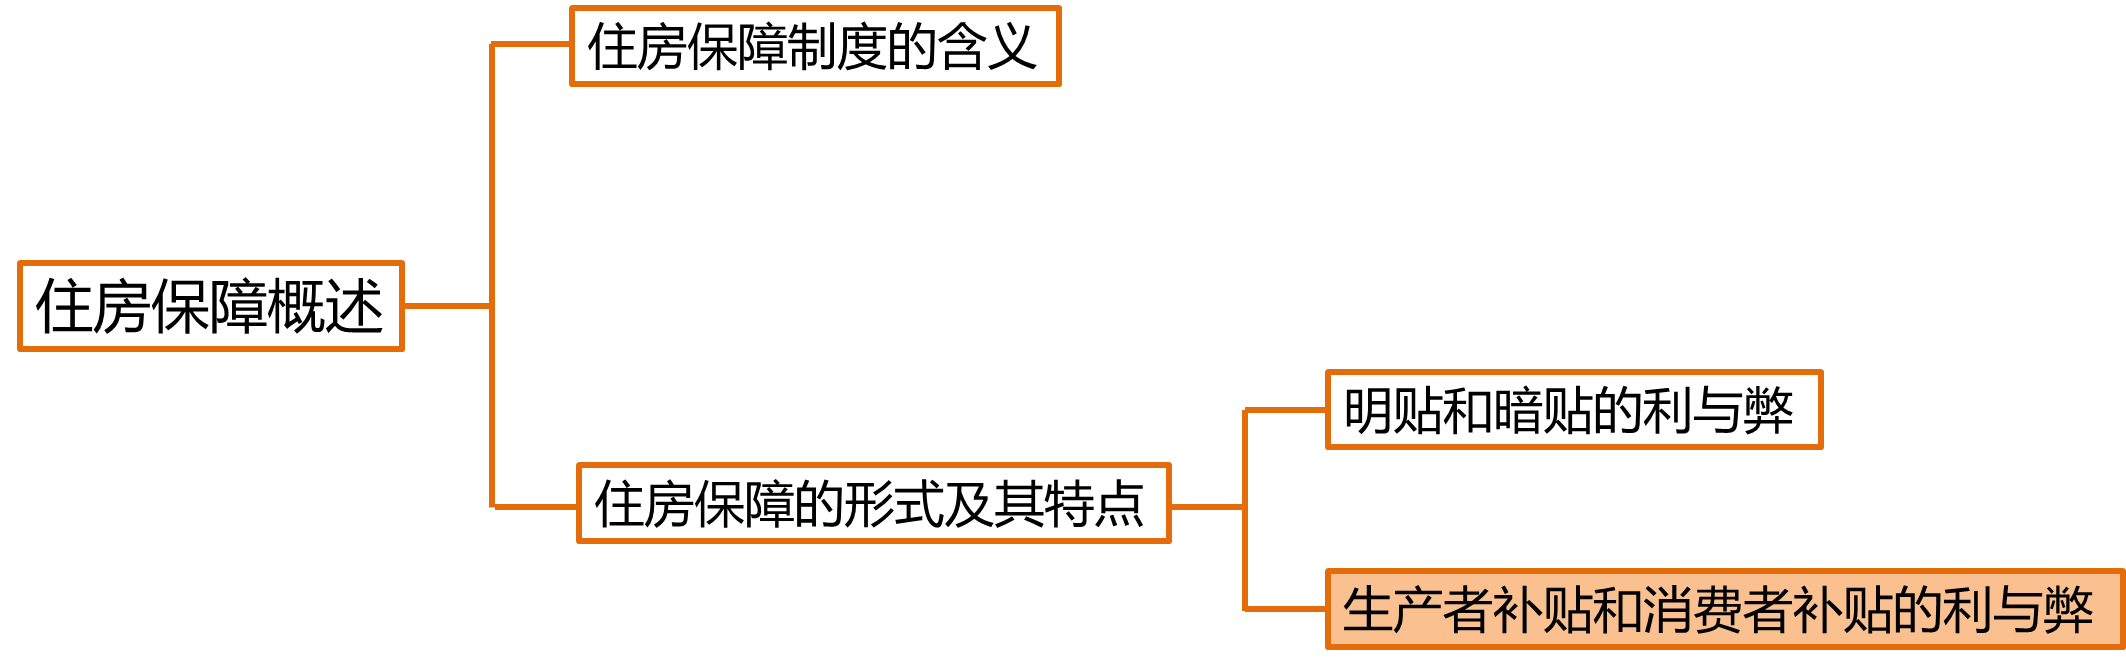 住房保障制度的含义
住房保障概述
明贴和暗贴的利与弊
住房保障的形式及其特点
生产者补贴和消费者补贴的利与弊